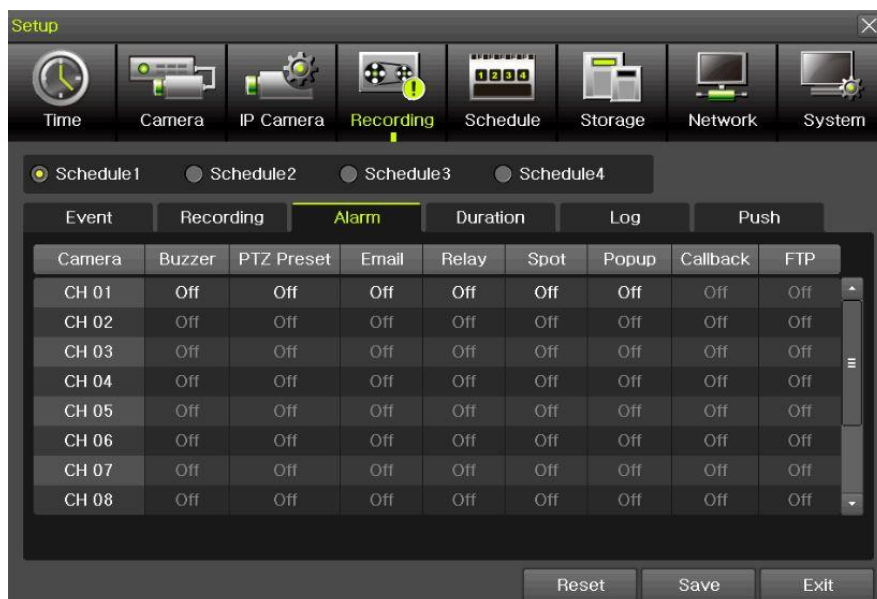 Setup
1 2 3 4
Time Camera IP Camera Recording Schedule Storage Network System
Schedule1 Schedule2 Schedule3 Schedule4
Event Recording Alarm Duration Log Push
Camera Buzzer PTZ Preset Email Relay Spot Popup Callback FTP
CH 01 Off Off Off Off Off Off Off Off
CH 02 Off Off Off Off Off Off Off Off
CH 03 Off Off Off Off Off Off Off Off
CH 04 Off Off Off Off Off Off Off Off
CH 05 Off Off Off Off Off Off Off Off
CH 06 Off Off Off Off Off Off Off Off
CH 07 Off Off Off Off Off Off Off Off
CH 08 Off Off Off Off Off Off Off Off
Reset Save Exit